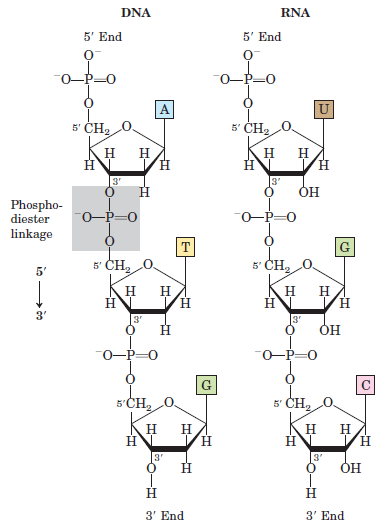 DNA RNA
5′ End 5′ End
O⁻ O⁻
⁻O—P=O ⁻O—P=O
O O
A U
5′ CH₂ O 5′ CH₂ O
H H H H
H H H H
3′ 3′
O H O OH
Phospho-
diester
linkage
⁻O—P=O ⁻O—P=O
O O
T G
5′ CH₂ O 5′ CH₂ O
5′
3′
H H H H
H H H H
3′ 3′
O H O OH
⁻O—P=O ⁻O—P=O
O O
G C
5′CH₂ O 5′ CH₂ O
H H H H
H H H H
3′ 3′
O H O OH
H H
3′ End 3′ End